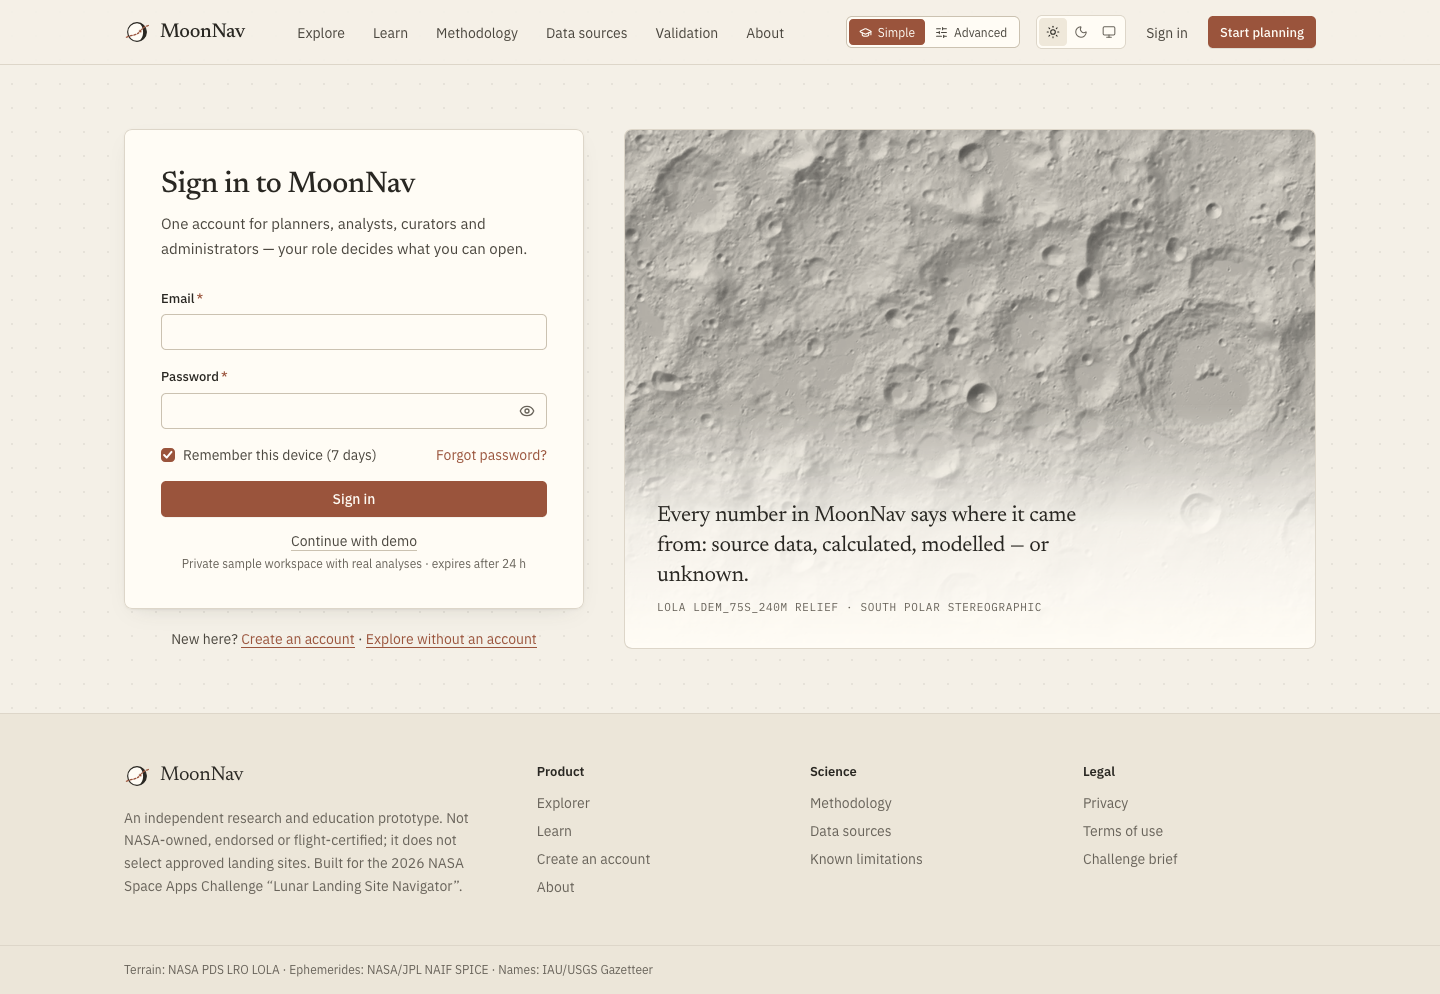 MoonNav
Explore
Learn
Methodology
Data sources
Validation
About
Simple
Advanced
Sign in
Start planning
Sign in to MoonNav
One account for planners, analysts, curators and
administrators — your role decides what you can open.
Email *
Password *
Remember this device (7 days)
Forgot password?
Sign in
Continue with demo
Private sample workspace with real analyses · expires after 24 h
New here? Create an account · Explore without an account
Every number in MoonNav says where it came
from: source data, calculated, modelled — or
unknown.
LOLA LDEM_75S_240M RELIEF · SOUTH POLAR STEREOGRAPHIC
MoonNav
An independent research and education prototype. Not
NASA-owned, endorsed or flight-certified; it does not
select approved landing sites. Built for the 2026 NASA
Space Apps Challenge “Lunar Landing Site Navigator”.
Product
Explorer
Learn
Create an account
About
Science
Methodology
Data sources
Known limitations
Legal
Privacy
Terms of use
Challenge brief
Terrain: NASA PDS LRO LOLA · Ephemerides: NASA/JPL NAIF SPICE · Names: IAU/USGS Gazetteer